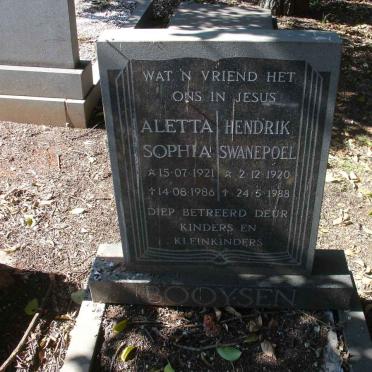 WAT 'N VRIEND HET
ONS IN JESUS
ALETTA HENDRIK
SOPHIA SWANEPOEL
* 15·07·1921 * 2·12·1920
† 14·08·1986 † 24·5·1988
DIEP BETREERD DEUR
KINDERS EN
KLEINKINDERS
BOOYSEN